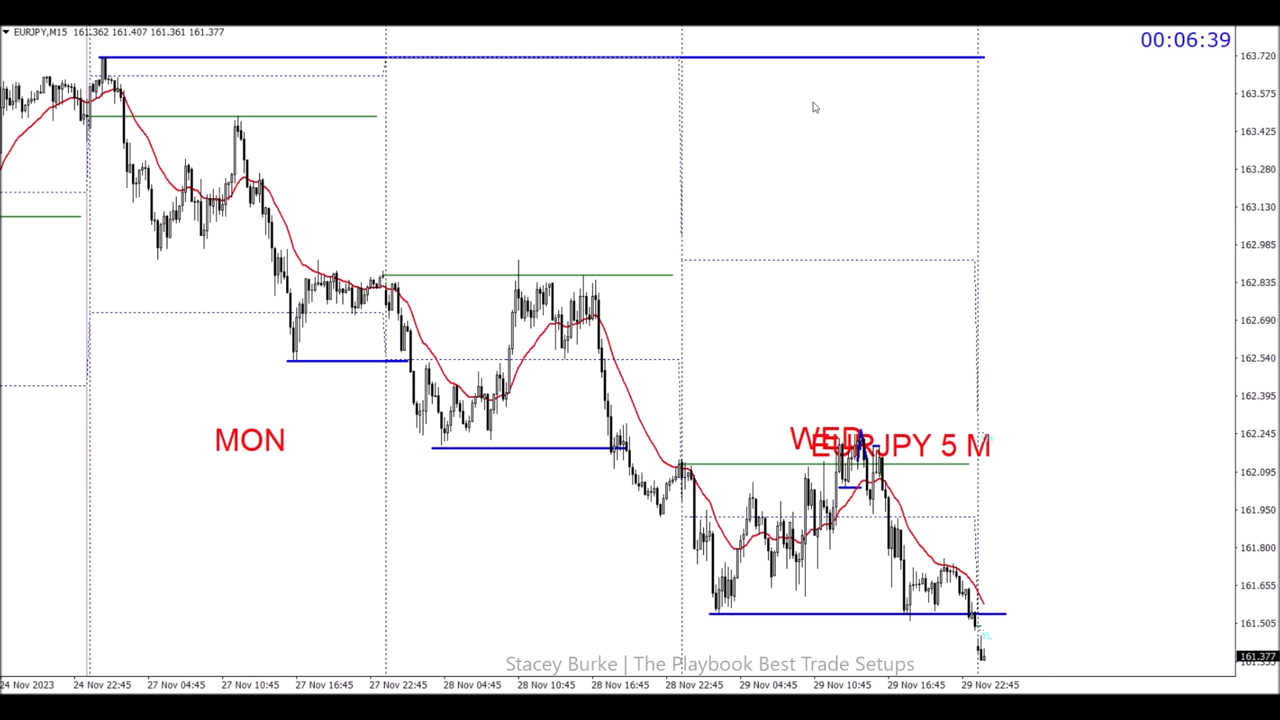 EURJPY,M15 161.362 161.407 161.361 161.377
00:06:39
163.720
163.575
163.425
163.280
163.130
162.985
162.835
162.690
162.540
162.395
162.245
162.095
161.950
161.800
161.655
161.505
161.377
MON
WED
EURJPY 5 M
YL
Stacey Burke | The Playbook Best Trade Setups
24 Nov 2023 24 Nov 22:45 27 Nov 04:45 27 Nov 10:45 27 Nov 16:45 27 Nov 22:45 28 Nov 04:45 28 Nov 10:45 28 Nov 16:45 28 Nov 22:45 29 Nov 04:45 29 Nov 10:45 29 Nov 16:45 29 Nov 22:45